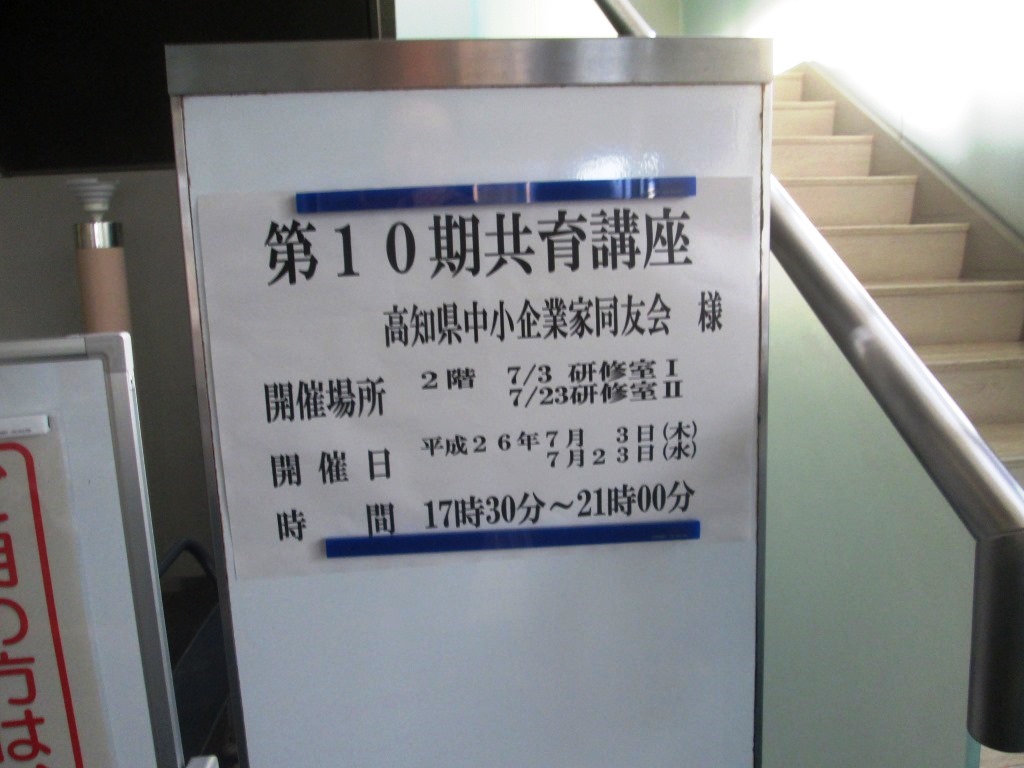 第１０期共育講座
高知県中小企業家同友会　様
開催場所　２階　7/3 研修室Ⅰ
7/23研修室Ⅱ
開催日　平成２６年７月　３日（木）
７月２３日（水）
時　間　17時30分～21時00分
の方は